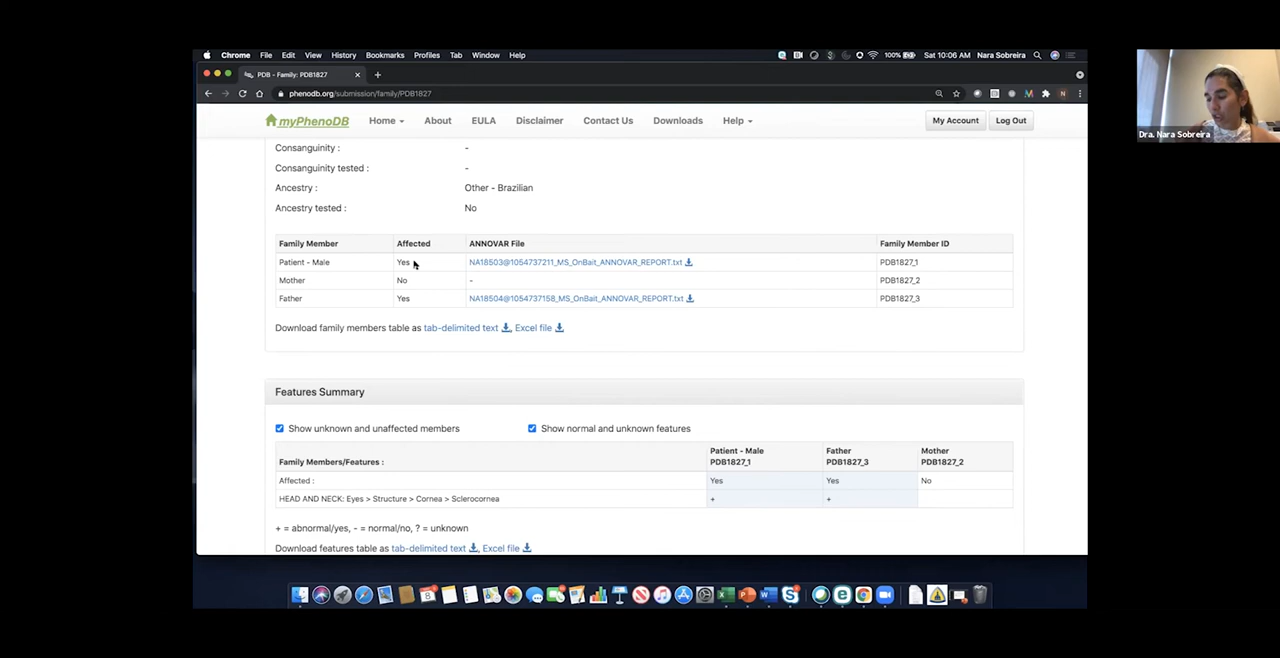 Chrome File Edit View History Bookmarks Profiles Tab Window Help 100% Sat 10:06 AM Nara Sobreira
PDB - Family: PDB1827
phenodb.org/submission/family/PDB1827
myPhenoDB Home About EULA Disclaimer Contact Us Downloads Help My Account Log Out
Consanguinity : -
Consanguinity tested : -
Ancestry : Other - Brazilian
Ancestry tested : No
Family Member Affected ANNOVAR File Family Member ID
Patient - Male Yes NA18503@1054737211_MS_OnBait_ANNOVAR_REPORT.txt PDB1827_1
Mother No - PDB1827_2
Father Yes NA18504@1054737158_MS_OnBait_ANNOVAR_REPORT.txt PDB1827_3
Download family members table as tab-delimited text , Excel file
Features Summary
Show unknown and unaffected members Show normal and unknown features
Patient - Male Father Mother
Family Members/Features : PDB1827_1 PDB1827_3 PDB1827_2
Affected : Yes Yes No
HEAD AND NECK: Eyes > Structure > Cornea > Sclerocornea + +
+ = abnormal/yes, - = normal/no, ? = unknown
Download features table as tab-delimited text , Excel file
Dra. Nara Sobreira